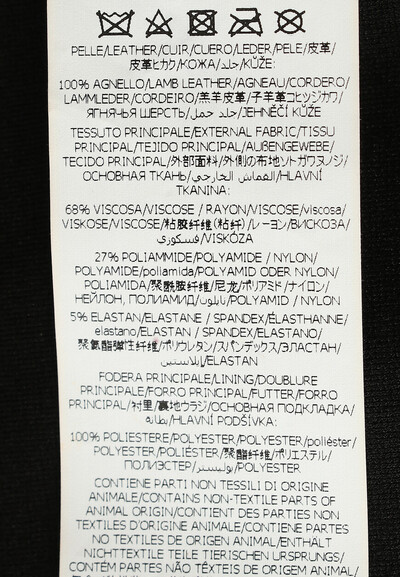 PELLE/LEATHER/CUIR/CUERO/LEDER/PELE/皮革/
皮革ヒカク/КОЖА/جلد/KŮŽE:
100% AGNELLO/LAMB LEATHER/AGNEAU/CORDERO/
LAMMLEDER/CORDEIRO/羔羊皮革/子羊革コヒツジカワ/
ЯГНЯЧЬЯ ШЕРСТЬ/جلد حمل/JEHNĚČÍ KŮŽE
TESSUTO PRINCIPALE/EXTERNAL FABRIC/TISSU
PRINCIPAL/TEJIDO PRINCIPAL/AUßENGEWEBE/
TECIDO PRINCIPAL/外部面料/外側の布地ソトガワヌノジ/
ОСНОВНАЯ ТКАНЬ/القماش الخارجي/HLAVNÍ
TKANINA:
68% VISCOSA/VISCOSE / RAYON/VISCOSE/viscosa/
VISKOSE/VISCOSE/粘胶纤维(粘纤)/レーヨン/ВИСКОЗА/
فسكوزي/VISKÓZA
27% POLIAMMIDE/POLYAMIDE / NYLON/
POLYAMIDE/poliamida/POLYAMID ODER NYLON/
POLIAMIDA/聚酰胺纤维/尼龙/ポリアミド/ナイロン/
НЕЙЛОН, ПОЛИАМИД/نايلون/POLYAMID / NYLON
5% ELASTAN/ELASTANE / SPANDEX/ÉLASTHANNE/
elastano/ELASTAN / SPANDEX/ELASTANO/
聚氨酯弹性纤维/ポリウレタン/スパンデックス/ЭЛАСТАН/
إيلاستين/ELASTAN
FODERA PRINCIPALE/LINING/DOUBLURE
PRINCIPALE/FORRO PRINCIPAL/FUTTER/FORRO
PRINCIPAL/衬里/裏地ウラジ/ОСНОВНАЯ ПОДКЛАДКА/
بطانة/HLAVNÍ PODŠÍVKA:
100% POLIESTERE/POLYESTER/POLYESTER/poliéster/
POLYESTER/POLIÉSTER/聚酯纤维/ポリエステル/
ПОЛИЭСТЕР/بوليستر/POLYESTER
CONTIENE PARTI NON TESSILI DI ORIGINE
ANIMALE/CONTAINS NON-TEXTILE PARTS OF
ANIMAL ORIGIN/CONTIENT DES PARTIES NON
TEXTILES D'ORIGINE ANIMALE/CONTIENE PARTES
NO TEXTILES DE ORIGEN ANIMAL/ENTHÄLT
NICHTTEXTILE TEILE TIERISCHEN URSPRUNGS/
CONTÉM PARTES NÃO TÊXTEIS DE ORIGEM ANIMAL/